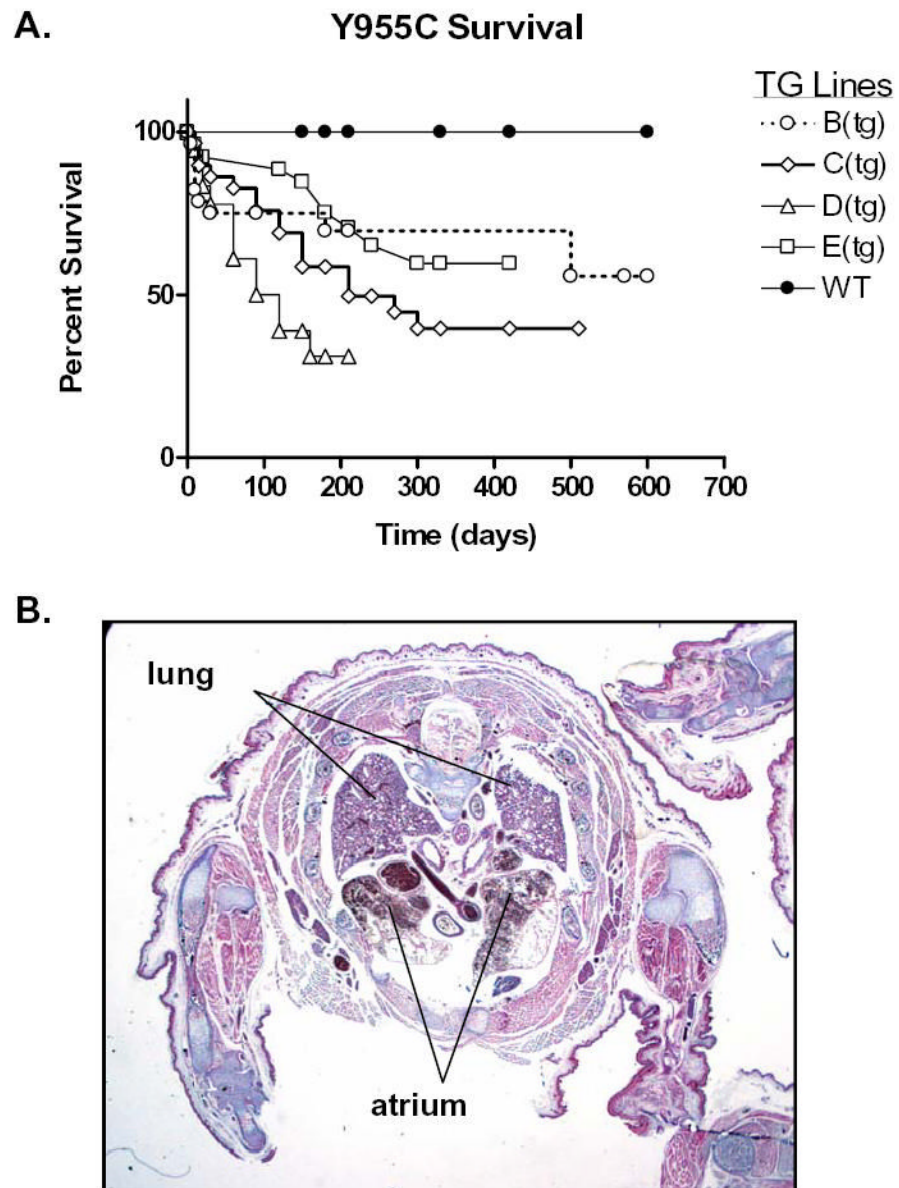 A.
Y955C Survival
TG Lines
B(tg)
C(tg)
D(tg)
E(tg)
WT
Percent Survival
100
50
0
0 100 200 300 400 500 600 700
Time (days)
B.
lung
atrium